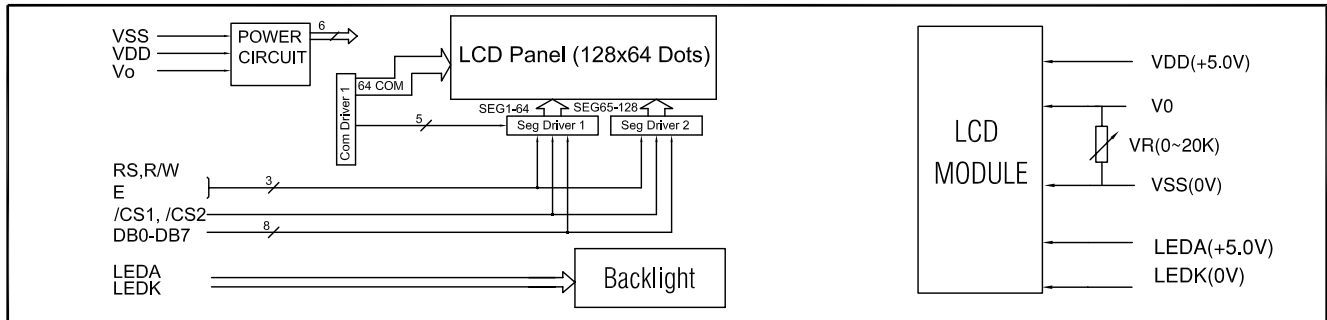 VSS
VDD
Vo
POWER
CIRCUIT
6
LCD Panel (128x64 Dots)
64 COM
Com Driver 1
SEG1-64
SEG65-128
5
Seg Driver 1
Seg Driver 2
RS,R/W
E
3
/CS1, /CS2
DB0-DB7
8
LEDA
LEDK
Backlight
LCD
MODULE
VDD(+5.0V)
V0
VR(0~20K)
VSS(0V)
LEDA(+5.0V)
LEDK(0V)